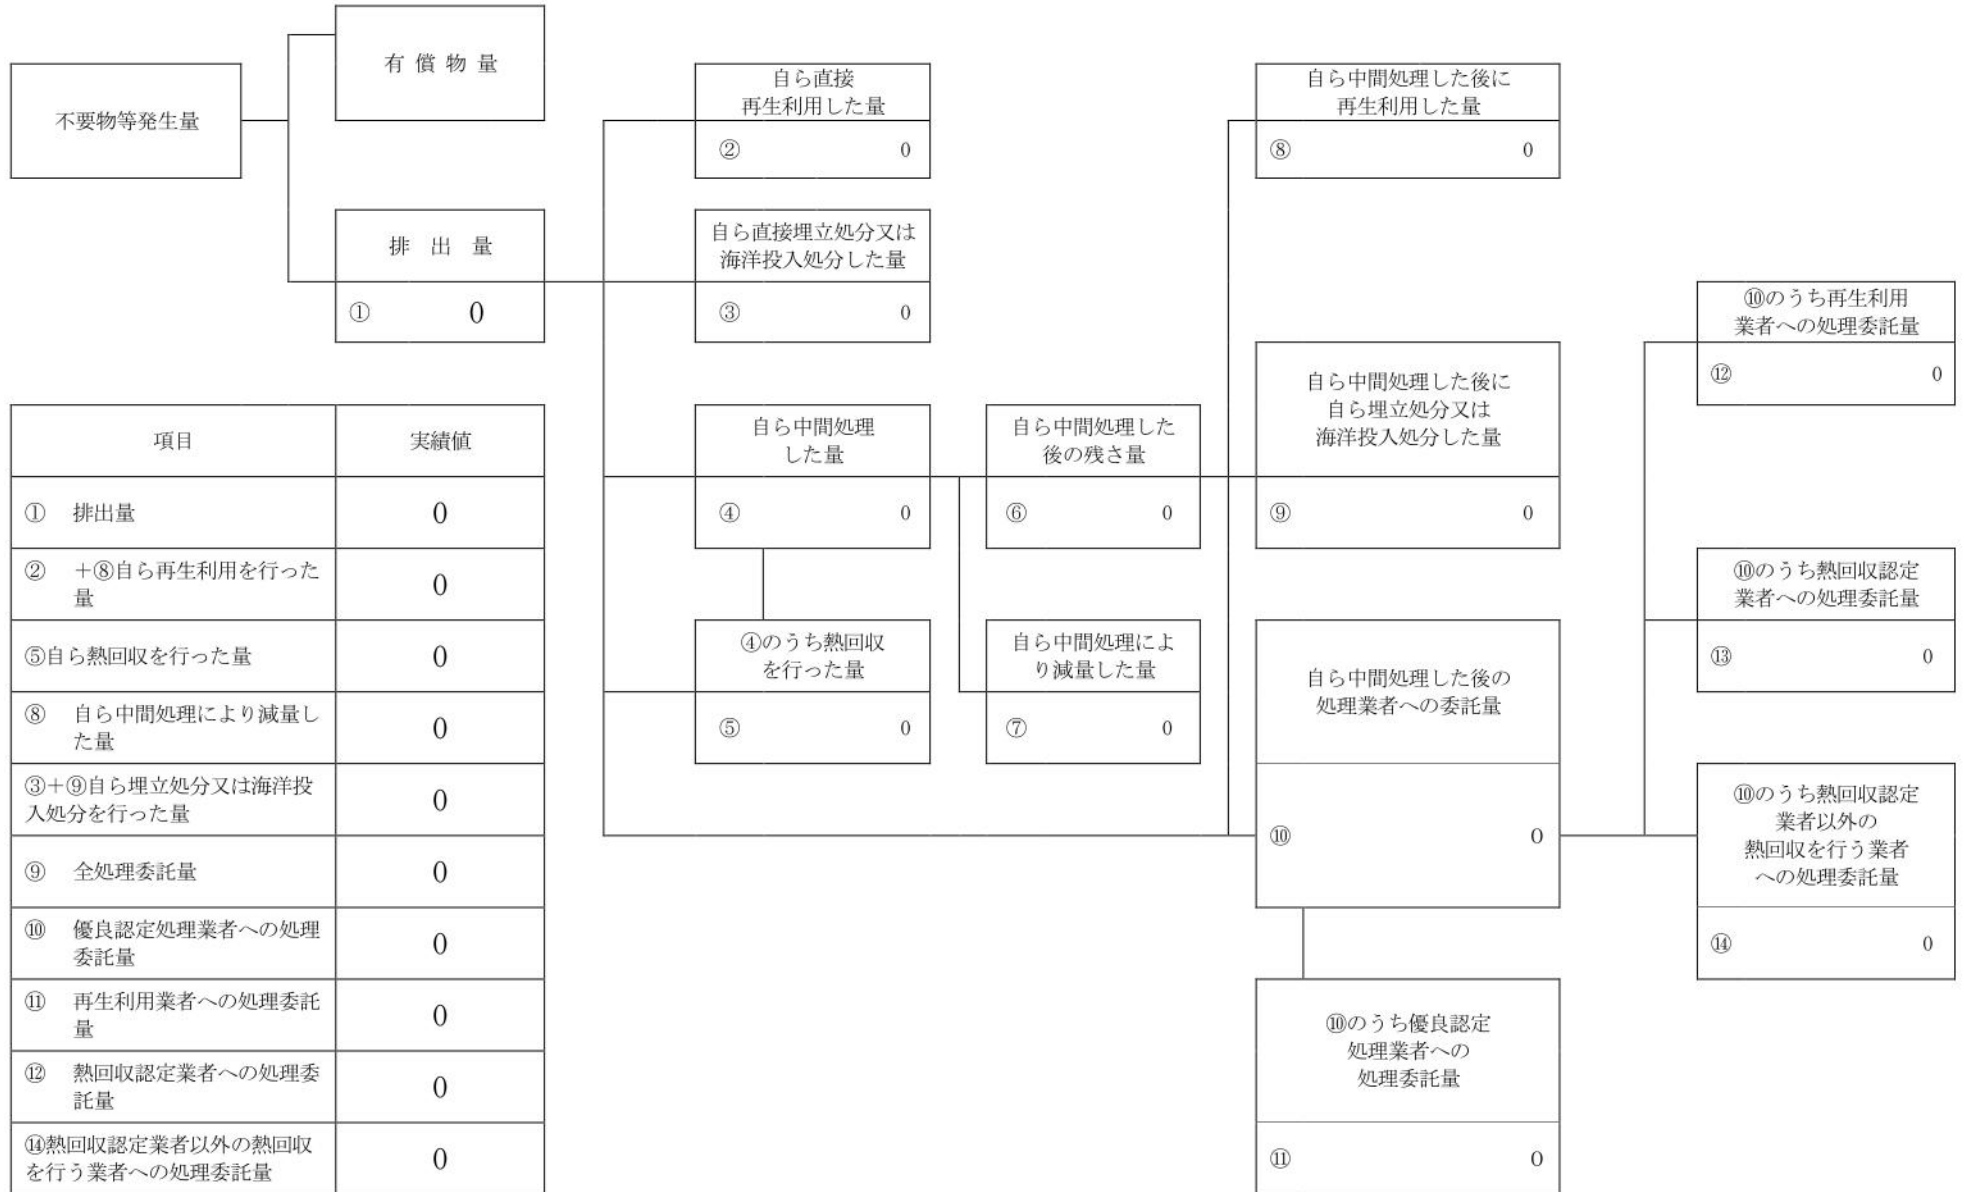 有 償 物 量
不要物等発生量
自ら直接
再生利用した量
② 0
自ら中間処理した後に
再生利用した量
⑧ 0
排 出 量
① 0
自ら直接埋立処分又は
海洋投入処分した量
③ 0
⑩のうち再生利用
業者への処理委託量
⑫ 0
自ら中間処理した後に
自ら埋立処分又は
海洋投入処分した量
⑨ 0
自ら中間処理
した量
④ 0
自ら中間処理した
後の残さ量
⑥ 0
⑩のうち熱回収認定
業者への処理委託量
⑬ 0
④のうち熱回収
を行った量
⑤ 0
自ら中間処理によ
り減量した量
⑦ 0
自ら中間処理した後の
処理業者への委託量
⑩ 0
⑩のうち熱回収認定
業者以外の
熱回収を行う業者
への処理委託量
⑭ 0
⑩のうち優良認定
処理業者への
処理委託量
⑪ 0
項目 実績値
① 排出量 0
② +⑧自ら再生利用を行った
量 0
⑤自ら熱回収を行った量 0
⑧ 自ら中間処理により減量し
た量 0
③+⑨自ら埋立処分又は海洋投
入処分を行った量 0
⑨ 全処理委託量 0
⑩ 優良認定処理業者への処理
委託量 0
⑪ 再生利用業者への処理委託
量 0
⑫ 熱回収認定業者への処理委
託量 0
⑭熱回収認定業者以外の熱回収
を行う業者への処理委託量 0